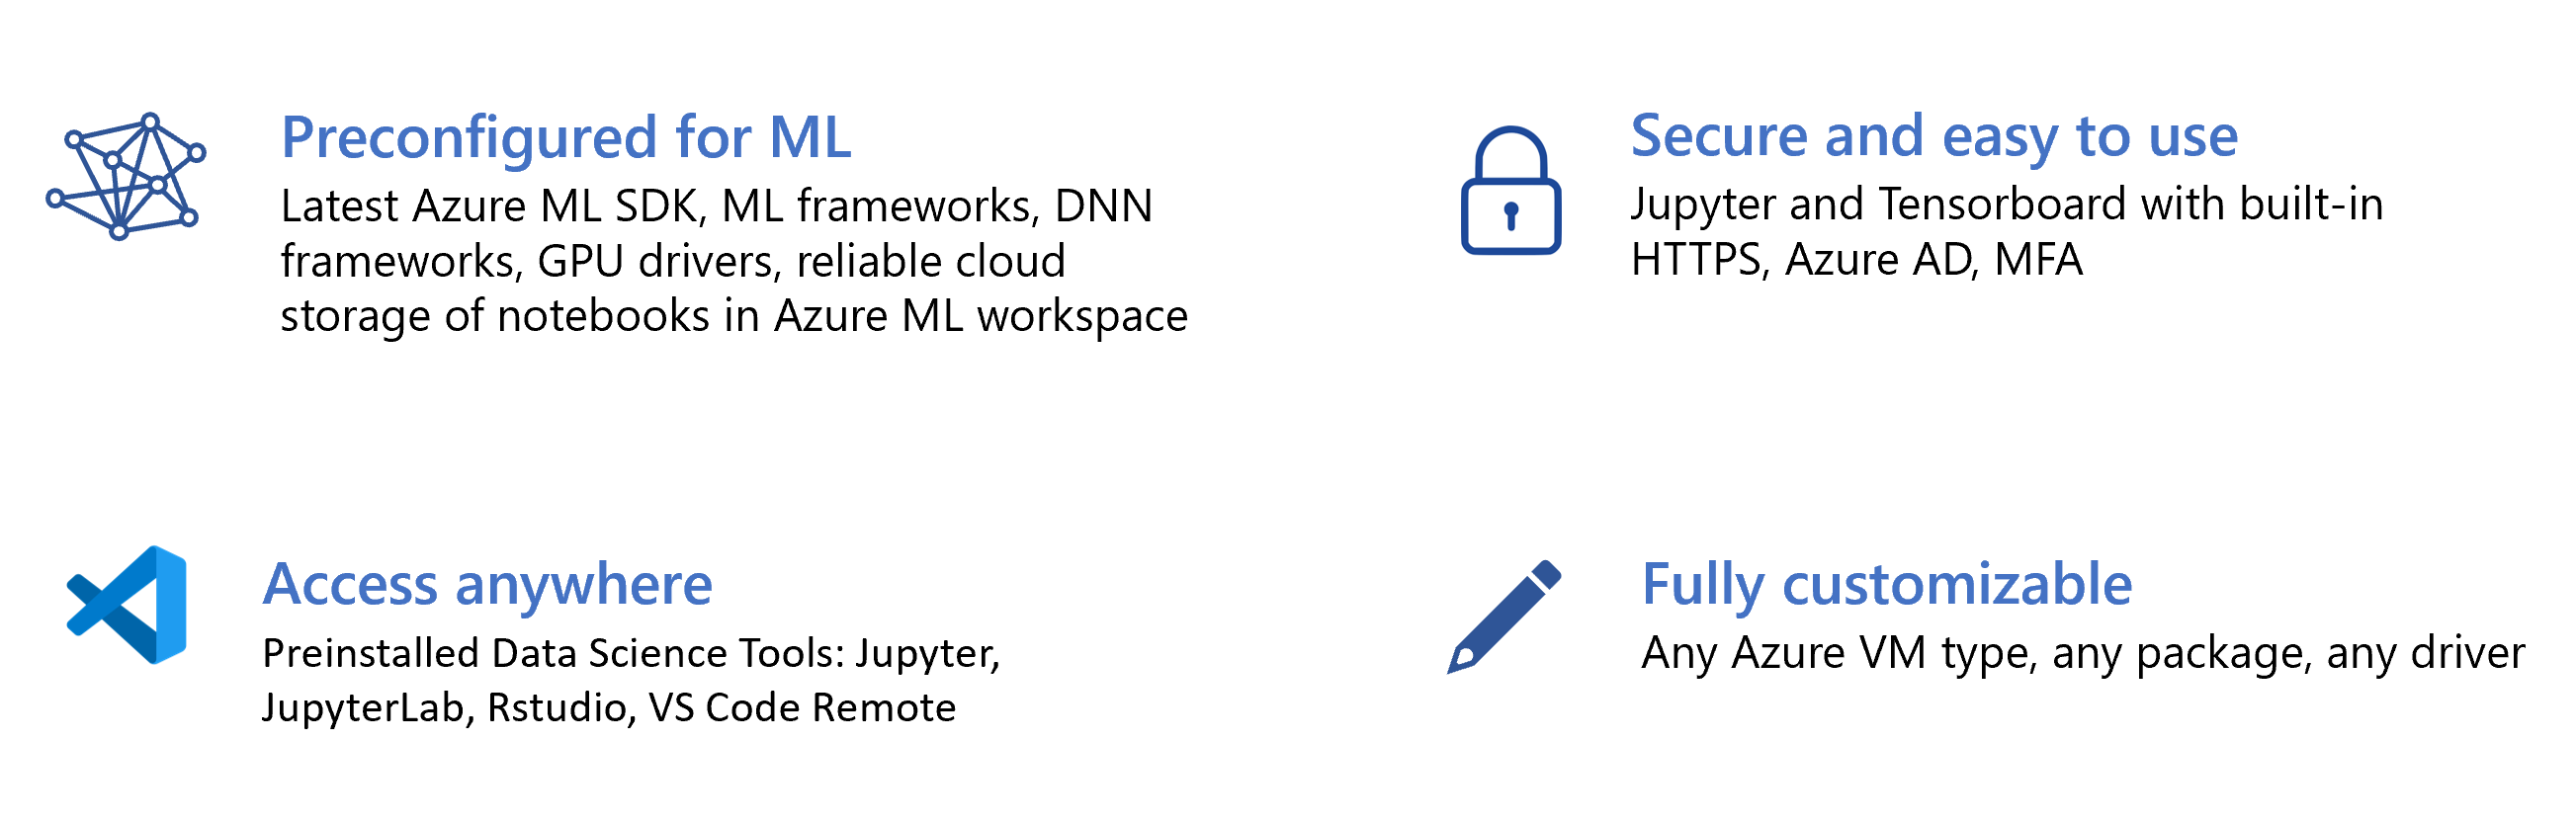 Preconfigured for ML
Latest Azure ML SDK, ML frameworks, DNN
frameworks, GPU drivers, reliable cloud
storage of notebooks in Azure ML workspace
Secure and easy to use
Jupyter and Tensorboard with built-in
HTTPS, Azure AD, MFA
Access anywhere
Preinstalled Data Science Tools: Jupyter,
JupyterLab, Rstudio, VS Code Remote
Fully customizable
Any Azure VM type, any package, any driver